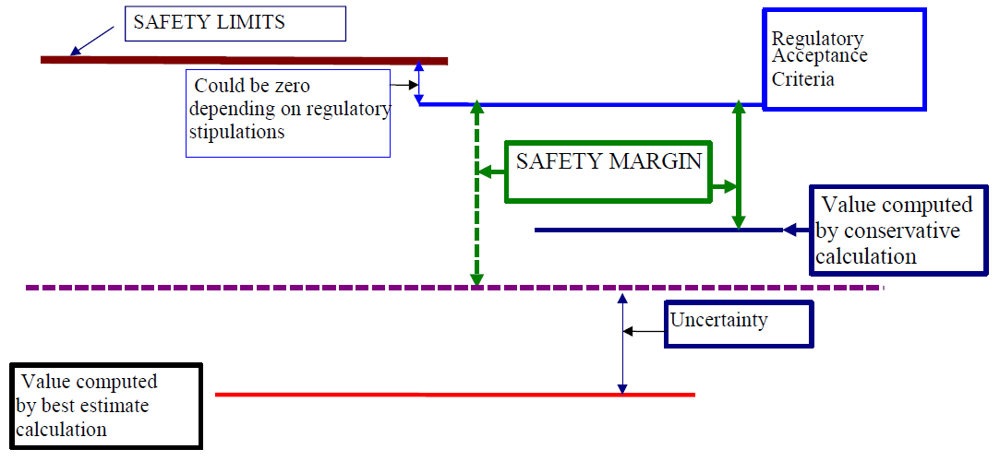 SAFETY LIMITS
Regulatory
Acceptance
Criteria
Could be zero
depending on regulatory
stipulations
SAFETY MARGIN
Value computed
by conservative
calculation
Uncertainty
Value computed
by best estimate
calculation